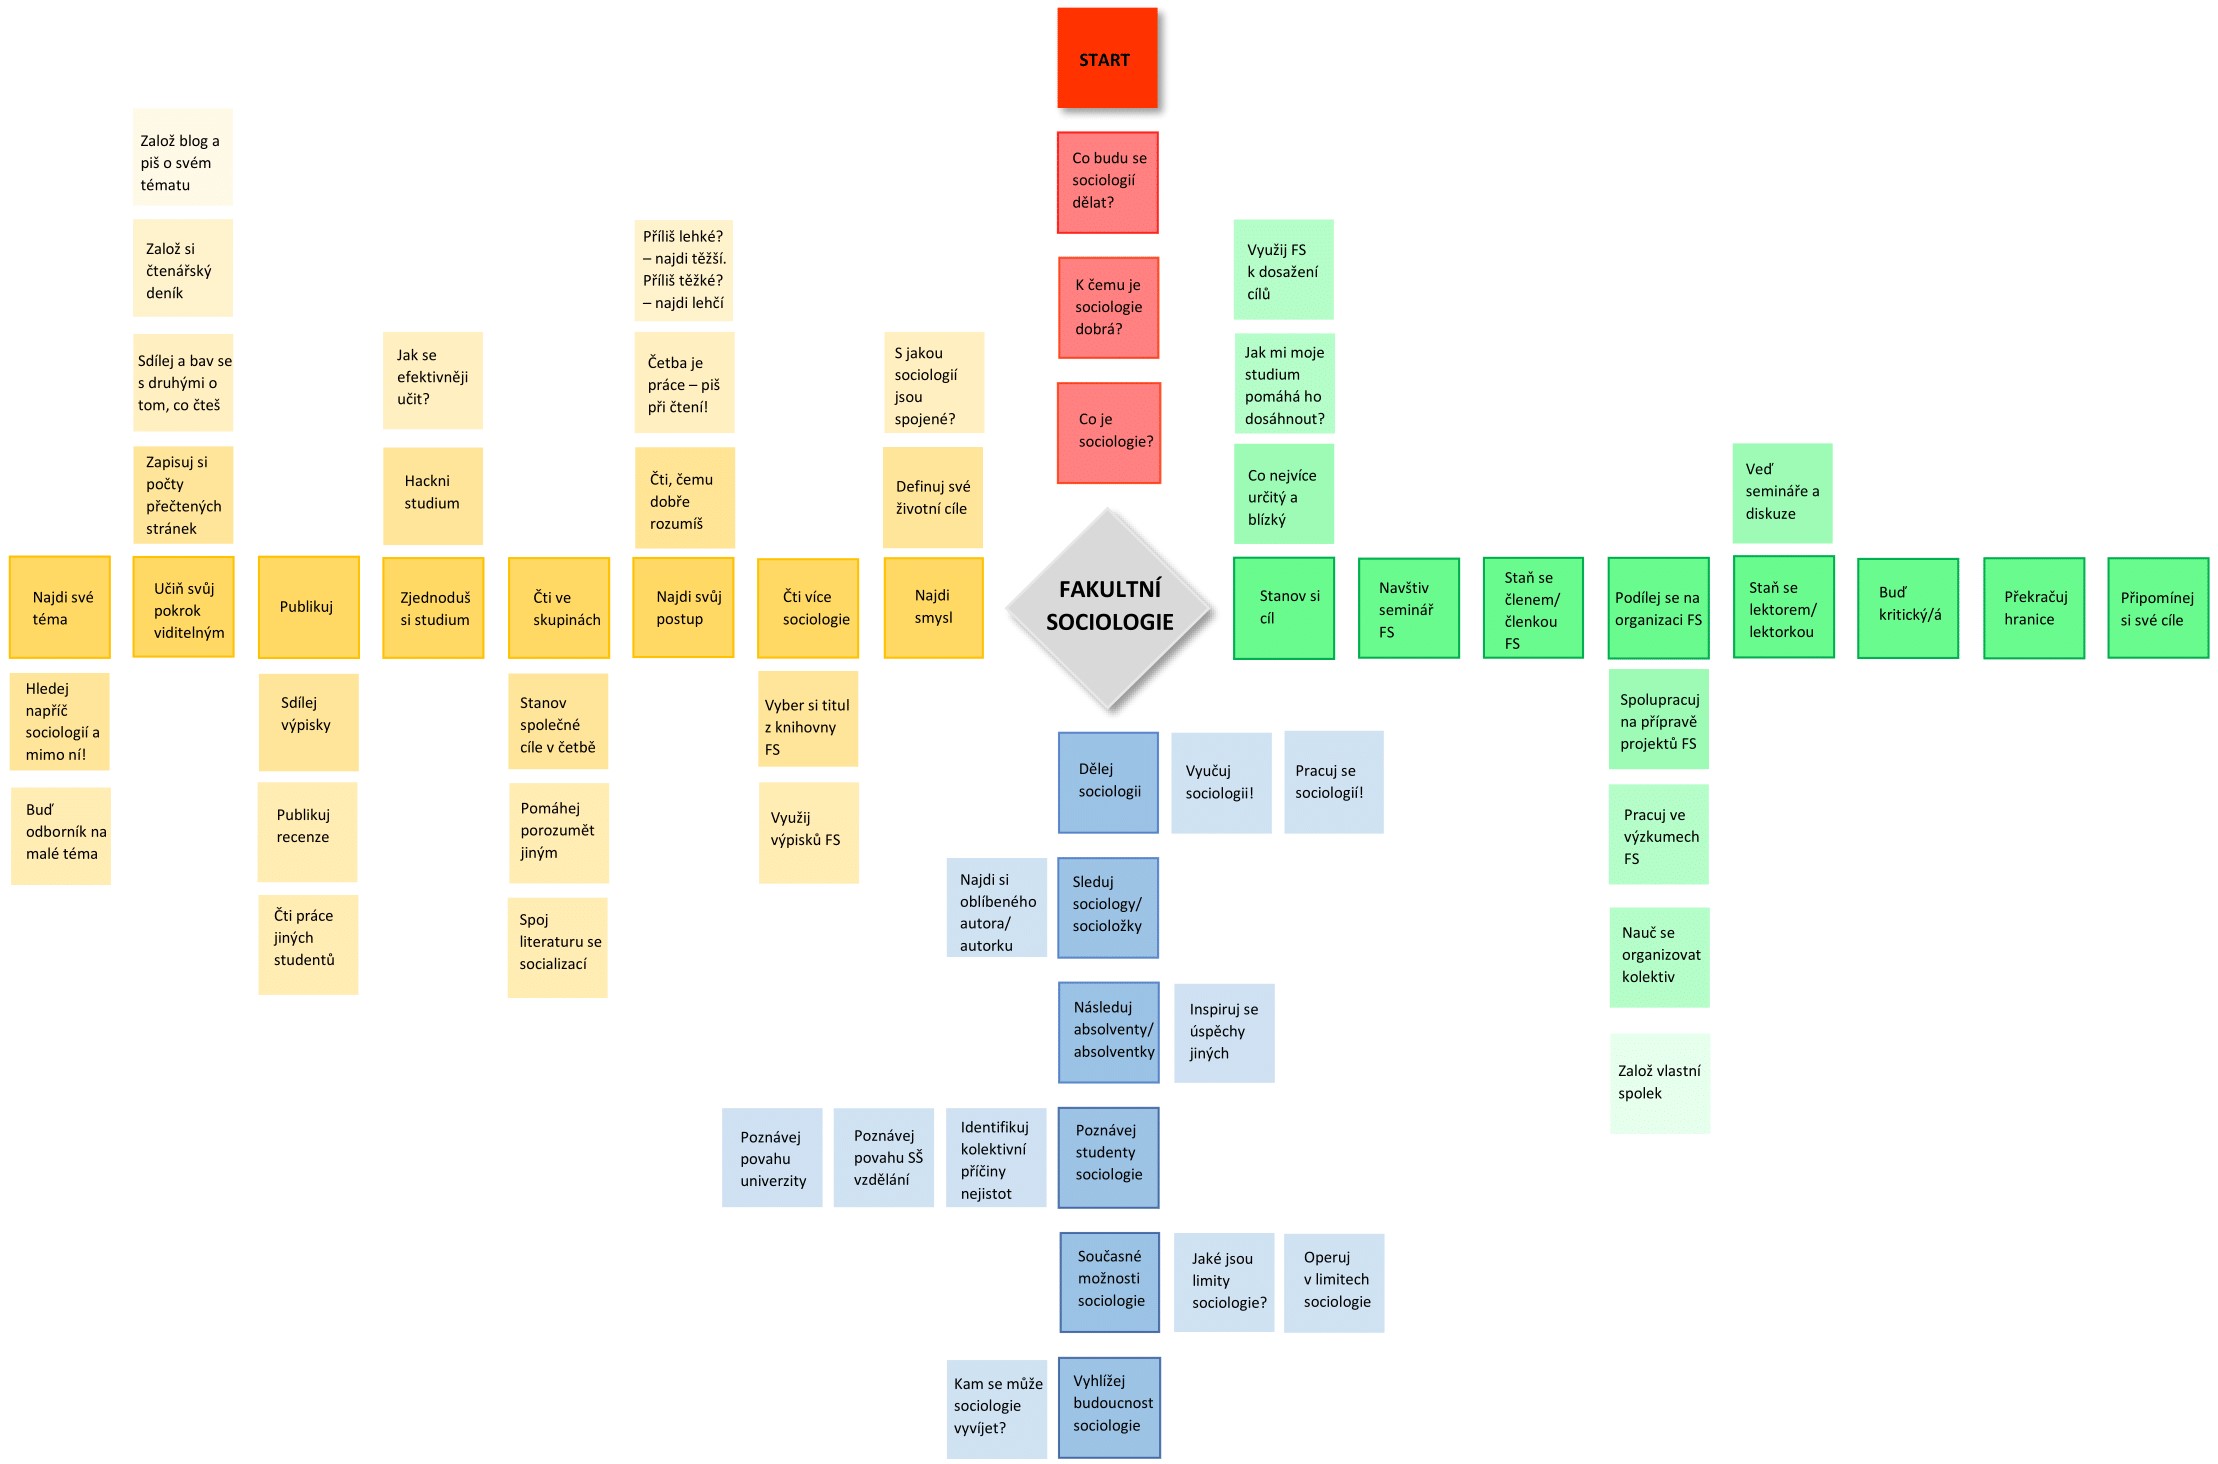 START
Co budu se
sociologií
dělat?
K čemu je
sociologie
dobrá?
Co je
sociologie?
FAKULTNÍ
SOCIOLOGIE
Založ blog a
piš o svém
tématu
Založ si
čtenářský
deník
Sdílej a bav se
s druhými o
tom, co čteš
Zapisuj si
počty
přečtených
stránek
Jak se
efektivněji
učit?
Hackni
studium
Příliš lehké?
– najdi těžší.
Příliš těžké?
– najdi lehčí
Četba je
práce – piš
při čtení!
Čti, čemu
dobře
rozumíš
S jakou
sociologií
jsou
spojené?
Definuj své
životní cíle
Najdi své
téma
Učiň svůj
pokrok
viditelným
Publikuj
Zjednoduš
si studium
Čti ve
skupinách
Najdi svůj
postup
Čti více
sociologie
Najdi
smysl
Hledej
napříč
sociologií a
mimo ní!
Buď
odborník na
malé téma
Sdílej
výpisky
Publikuj
recenze
Čti práce
jiných
studentů
Stanov
společné
cíle v četbě
Pomáhej
porozumět
jiným
Spoj
literaturu se
socializací
Vyber si titul
z knihovny
FS
Využij
výpisků FS
Využij FS
k dosažení
cílů
Jak mi moje
studium
pomáhá ho
dosáhnout?
Co nejvíce
určitý a
blízký
Veď
semináře a
diskuze
Stanov si
cíl
Navštiv
seminář
FS
Staň se
členem/
členkou
FS
Podílej se na
organizaci FS
Staň se
lektorem/
lektorkou
Buď
kritický/á
Překračuj
hranice
Připomínej
si své cíle
Spolupracuj
na přípravě
projektů FS
Pracuj ve
výzkumech
FS
Nauč se
organizovat
kolektiv
Založ vlastní
spolek
Dělej
sociologii
Vyučuj
sociologii!
Pracuj se
sociologií!
Najdi si
oblíbeného
autora/
autorku
Sleduj
sociology/
socioložky
Následuj
absolventy/
absolventky
Inspiruj se
úspěchy
jiných
Poznávej
povahu
univerzity
Poznávej
povahu SŠ
vzdělání
Identifikuj
kolektivní
příčiny
nejistot
Poznávej
studenty
sociologie
Současné
možnosti
sociologie
Jaké jsou
limity
sociologie?
Operuj
v limitech
sociologie
Kam se může
sociologie
vyvíjet?
Vyhlížej
budoucnost
sociologie